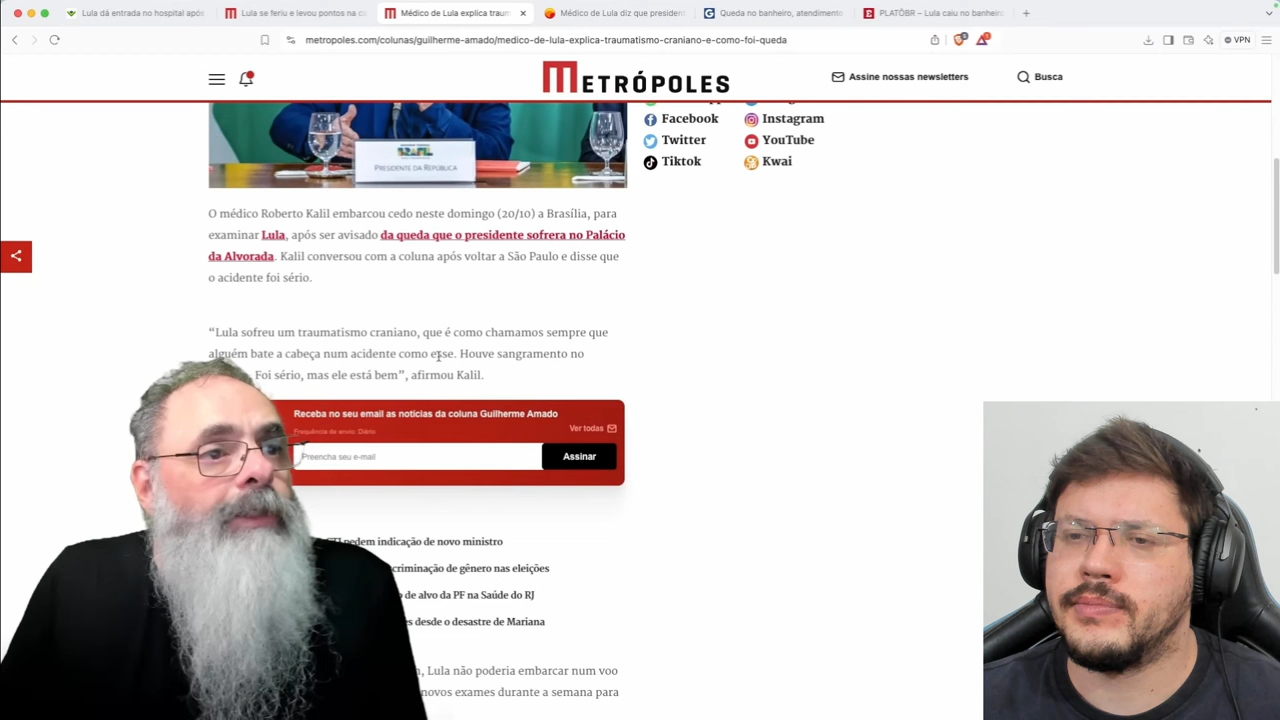 Lula dá entrada no hospital após
Lula se feriu e levou pontos na ca
Médico de Lula explica traum
Médico de Lula diz que president
Queda no banheiro, atendimento
PLATÔBR – Lula caiu no banheiro
metropoles.com/colunas/guilherme-amado/medico-de-lula-explica-traumatismo-craniano-e-como-foi-queda
VPN
METRÓPOLES
Assine nossas newsletters
Busca
Facebook
Instagram
Twitter
YouTube
Tiktok
Kwai
BRASIL
PRESIDENTE DA REPÚBLICA
O médico Roberto Kalil embarcou cedo neste domingo (20/10) a Brasília, para
examinar Lula, após ser avisado da queda que o presidente sofrera no Palácio
da Alvorada. Kalil conversou com a coluna após voltar a São Paulo e disse que
o acidente foi sério.
“Lula sofreu um traumatismo craniano, que é como chamamos sempre que
alguém bate a cabeça num acidente como esse. Houve sangramento no
Foi sério, mas ele está bem”, afirmou Kalil.
Receba no seu email as notícias da coluna Guilherme Amado
Frequência de envio: Diário
Ver todas
Preencha seu e-mail
Assinar
pedem indicação de novo ministro
criminação de gênero nas eleições
o de alvo da PF na Saúde do RJ
es desde o desastre de Mariana
, Lula não poderia embarcar num voo
novos exames durante a semana para